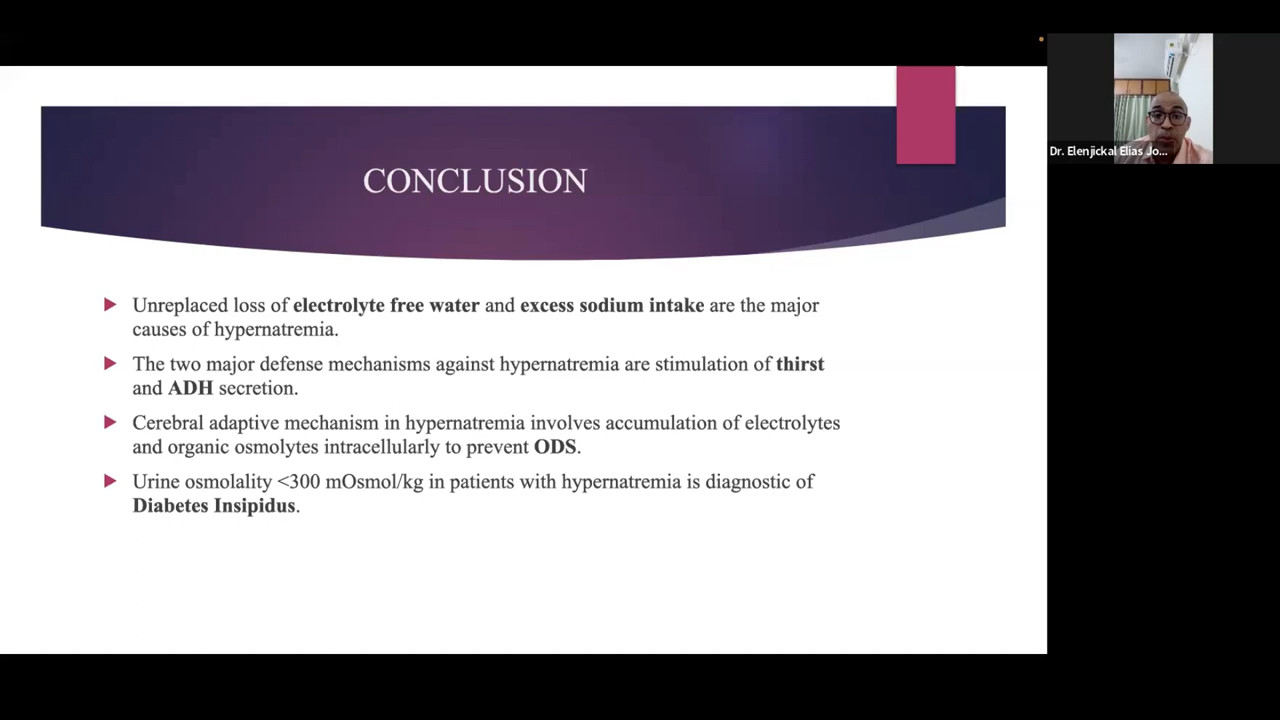 CONCLUSION
Unreplaced loss of electrolyte free water and excess sodium intake are the major
causes of hypernatremia.
The two major defense mechanisms against hypernatremia are stimulation of thirst
and ADH secretion.
Cerebral adaptive mechanism in hypernatremia involves accumulation of electrolytes
and organic osmolytes intracellularly to prevent ODS.
Urine osmolality <300 mOsmol/kg in patients with hypernatremia is diagnostic of
Diabetes Insipidus.
Dr. Elenjickal Elias Jo...